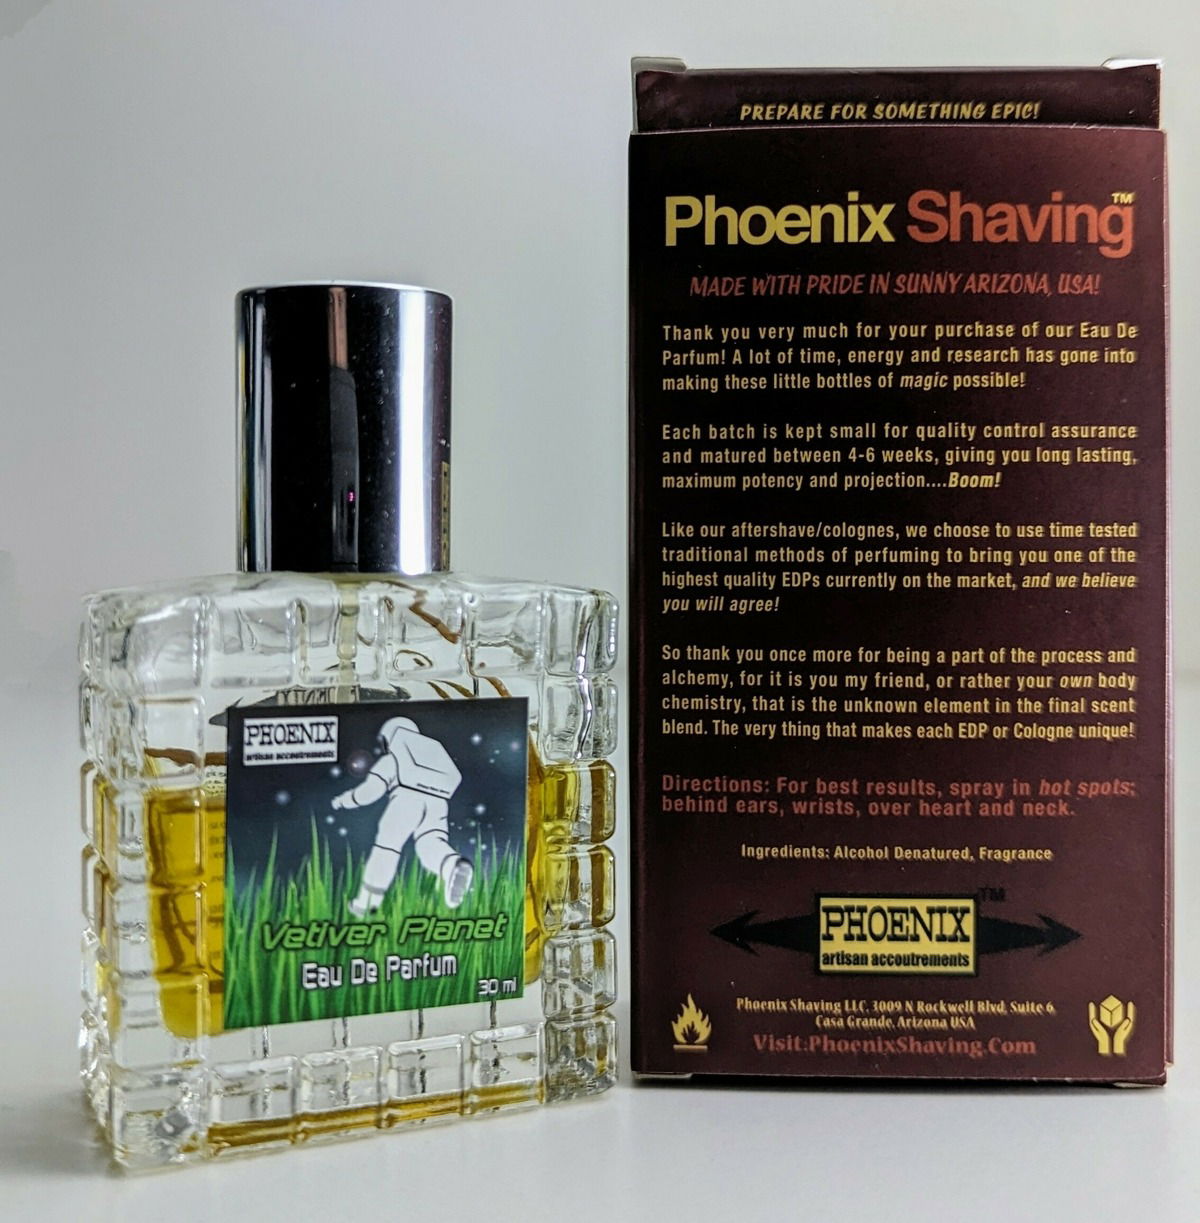 PHOENIX
artisan accoutrements
Vetiver Planet
Eau De Parfum
30 ml
PREPARE FOR SOMETHING EPIC!
Phoenix Shaving™
MADE WITH PRIDE IN SUNNY ARIZONA, USA!
Thank you very much for your purchase of our Eau De
Parfum! A lot of time, energy and research has gone into
making these little bottles of magic possible!
Each batch is kept small for quality control assurance
and matured between 4-6 weeks, giving you long lasting,
maximum potency and projection....Boom!
Like our aftershave/colognes, we choose to use time tested
traditional methods of perfuming to bring you one of the
highest quality EDPs currently on the market, and we believe
you will agree!
So thank you once more for being a part of the process and
alchemy, for it is you my friend, or rather your own body
chemistry, that is the unknown element in the final scent
blend. The very thing that makes each EDP or Cologne unique!
Directions: For best results, spray in hot spots;
behind ears, wrists, over heart and neck.
Ingredients: Alcohol Denatured, Fragrance
PHOENIX™
artisan accoutrements
Phoenix Shaving LLC, 3009 N Rockwell Blvd, Suite 6,
Casa Grande, Arizona USA
Visit:PhoenixShaving.Com